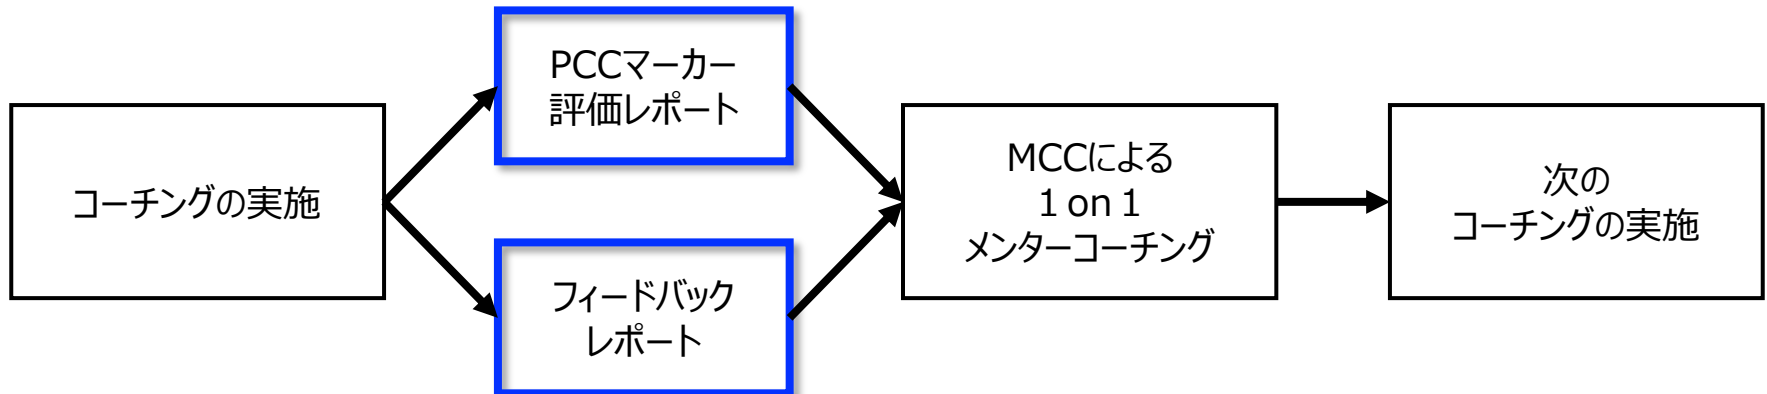 コーチングの実施
PCCマーカー
評価レポート
フィードバック
レポート
MCCによる
１on１
メンターコーチング
次の
コーチングの実施